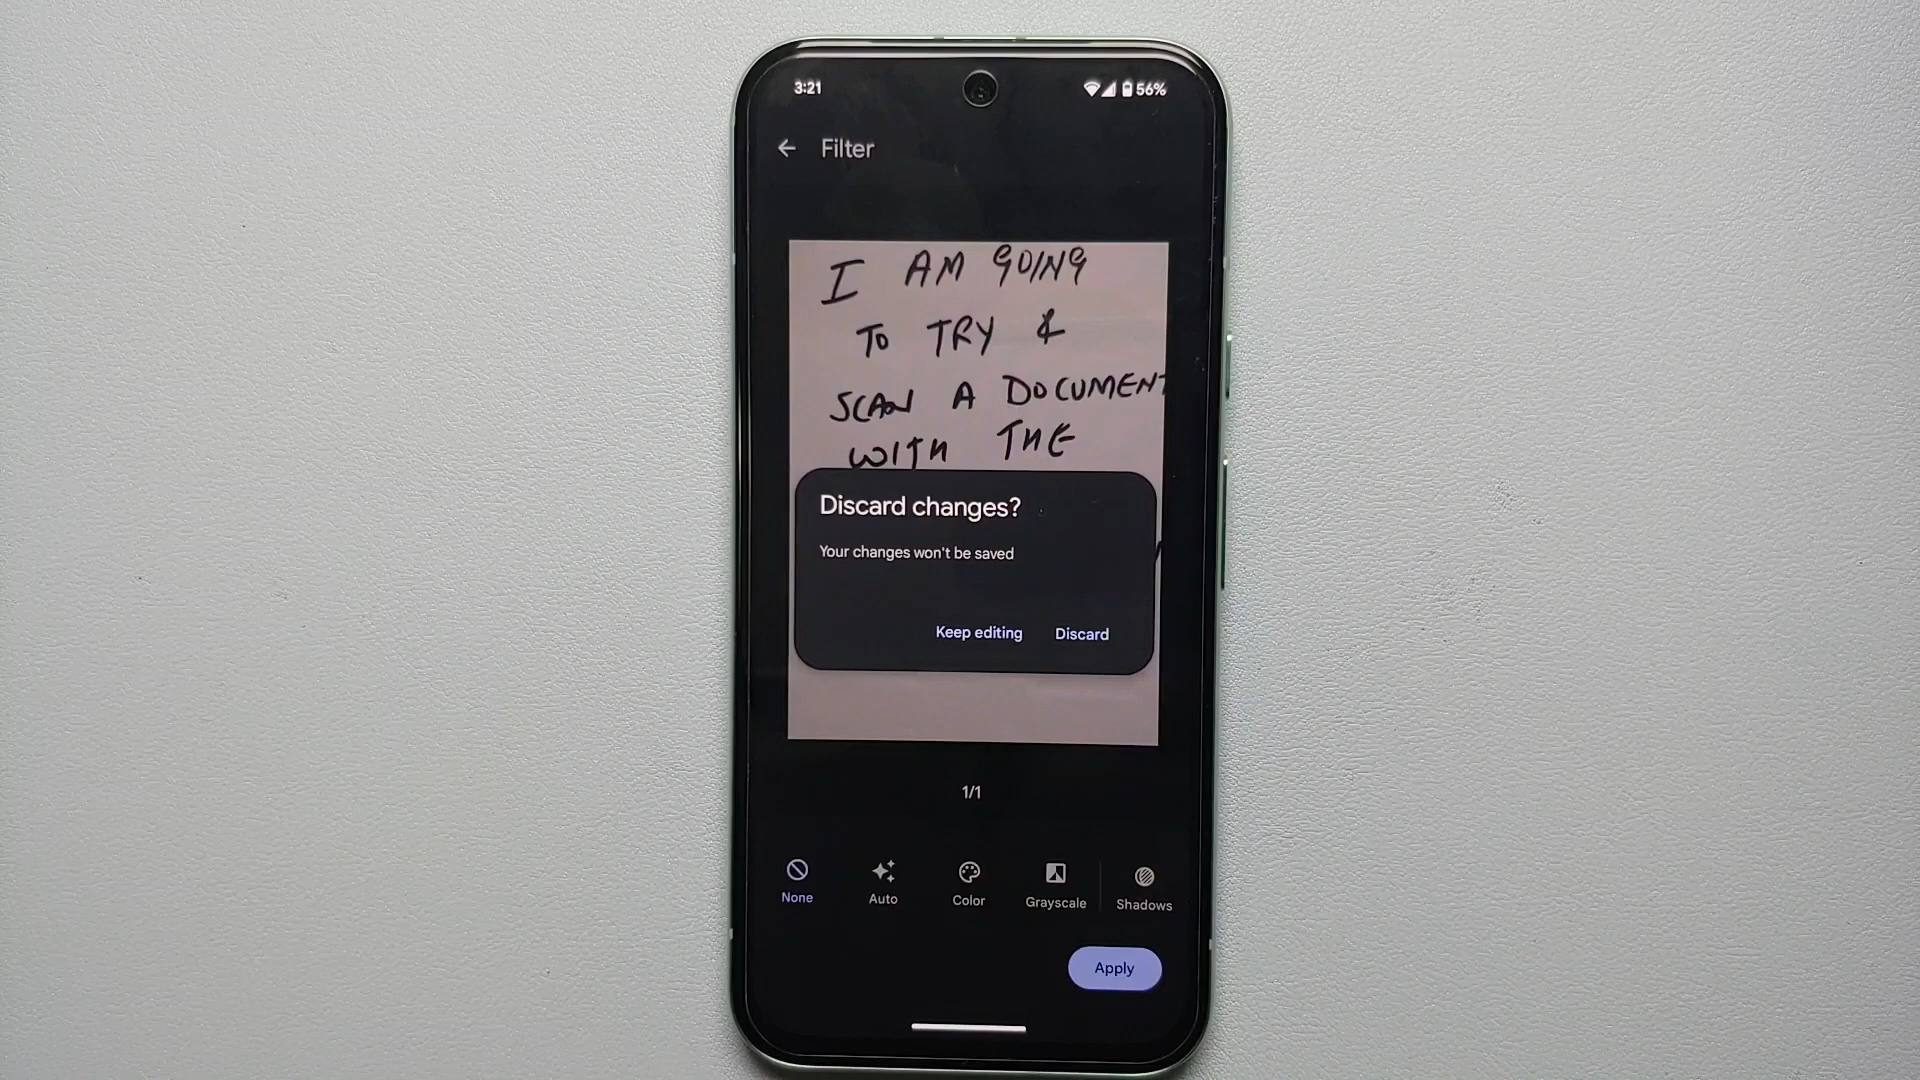 3:21
56%
Filter
I AM GOING
TO TRY &
SCAN A DOCUMENT
WITH THE
Discard changes?
Your changes won't be saved
Keep editing Discard
1/1
None Auto Color Grayscale Shadows
Apply